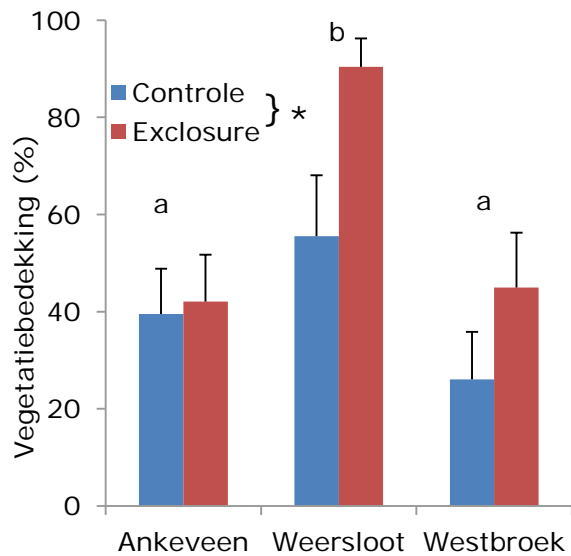 100
b
Controle
} *
Exclosure
80
Vegetatiebedekking (%)
60
a
a
40
20
0
Ankeveen Weersloot Westbroek